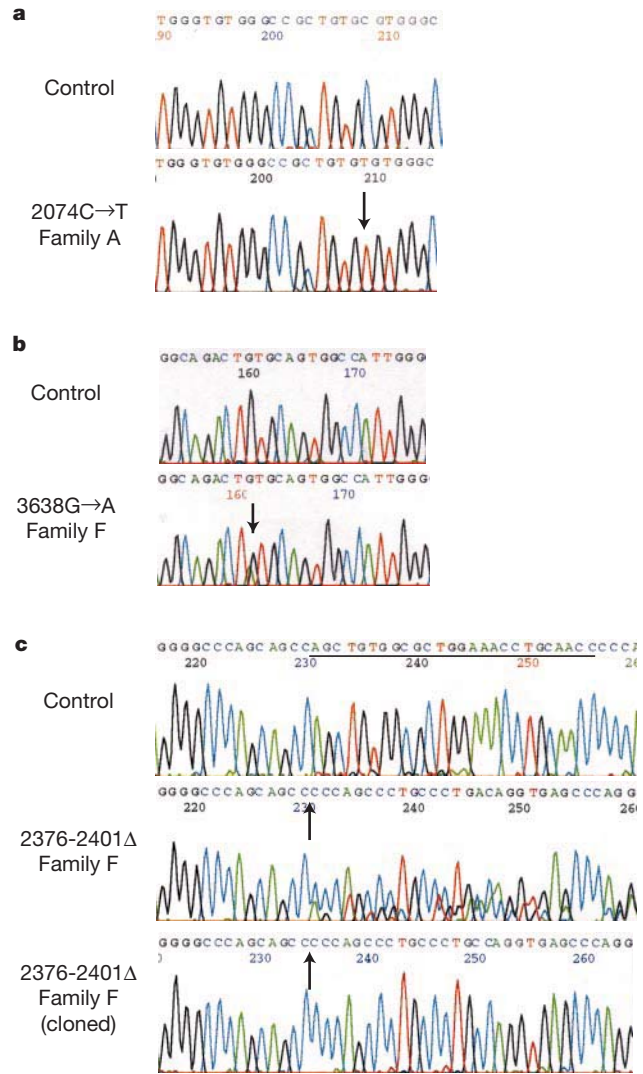 a
TGGGTGTGGGCCGCTGTGCGTGGGC
190 200 210
Control
TGGGTGTGGGCCGCTGTGTGTGGGC
200 210
2074C→T
Family A
b
GGCAGACTGTGCAGTGGCCATTGGG
160 170
Control
GGCAGACTGTGCAGTGGCCATTGGG
160 170
3638G→A
Family F
c
GGGGCCCAGCAGCCAGCTGTGGCGCTGGAAACCTGCAACCCCCA
220 230 240 250 26
Control
GGGGCCCAGCAGCCCCCAGCCCTGCCCTGACAGGTGAGCCCAGG
220 230 240 250 260
2376-2401Δ
Family F
GGGGCCCAGCAGCCCCCAGCCCTGCCCTGCCAGGTGAGCCCAGG
230 240 250 260
2376-2401Δ
Family F
(cloned)